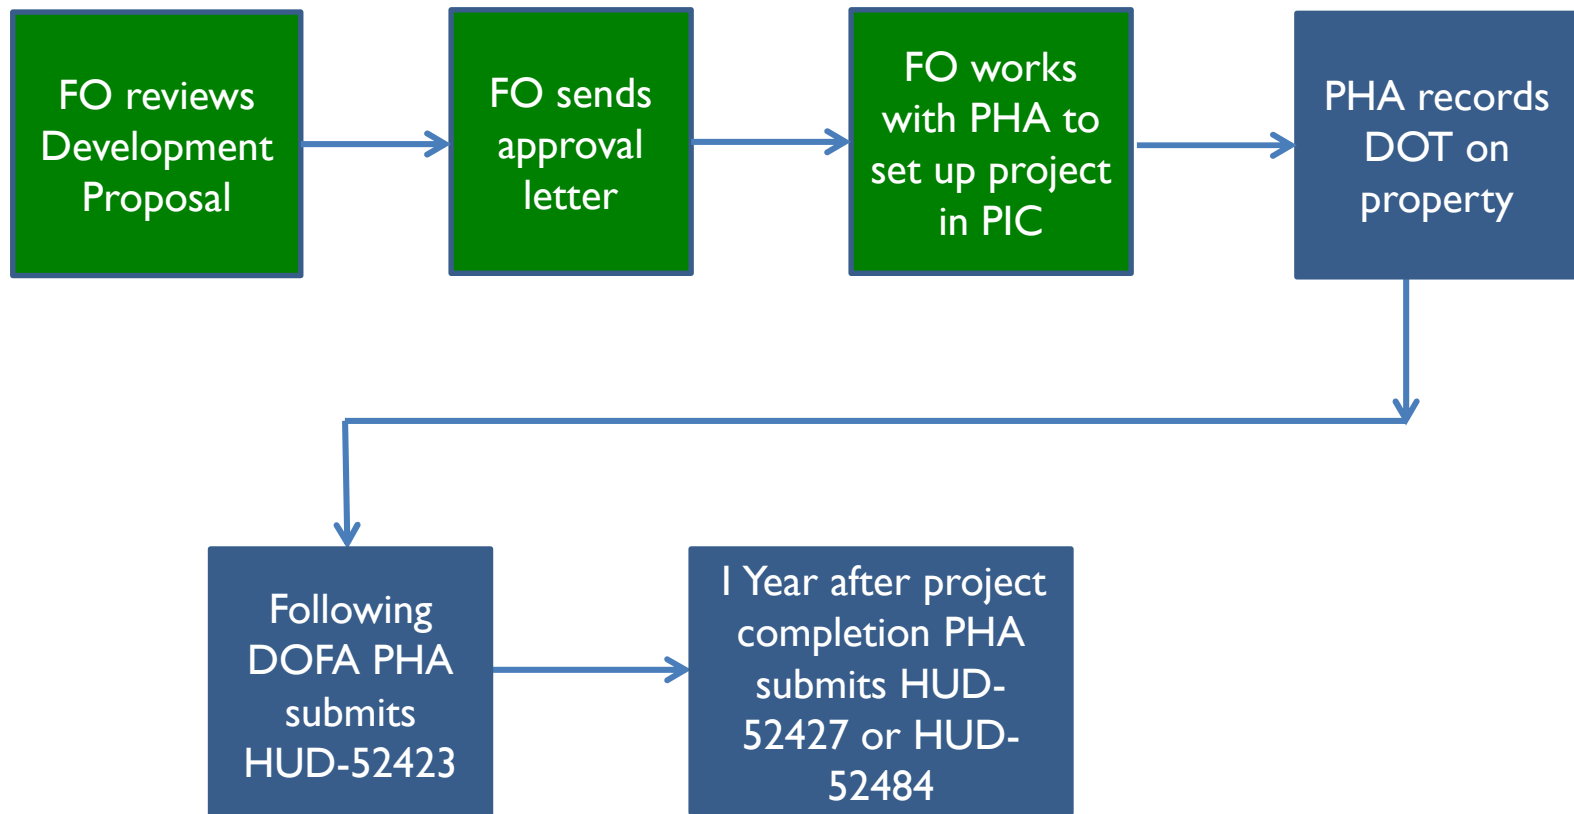 FO reviews
Development
Proposal
FO sends
approval
letter
FO works
with PHA to
set up project
in PIC
PHA records
DOT on
property
Following
DOFA PHA
submits
HUD-52423
1 Year after project
completion PHA
submits HUD-
52427 or HUD-
52484